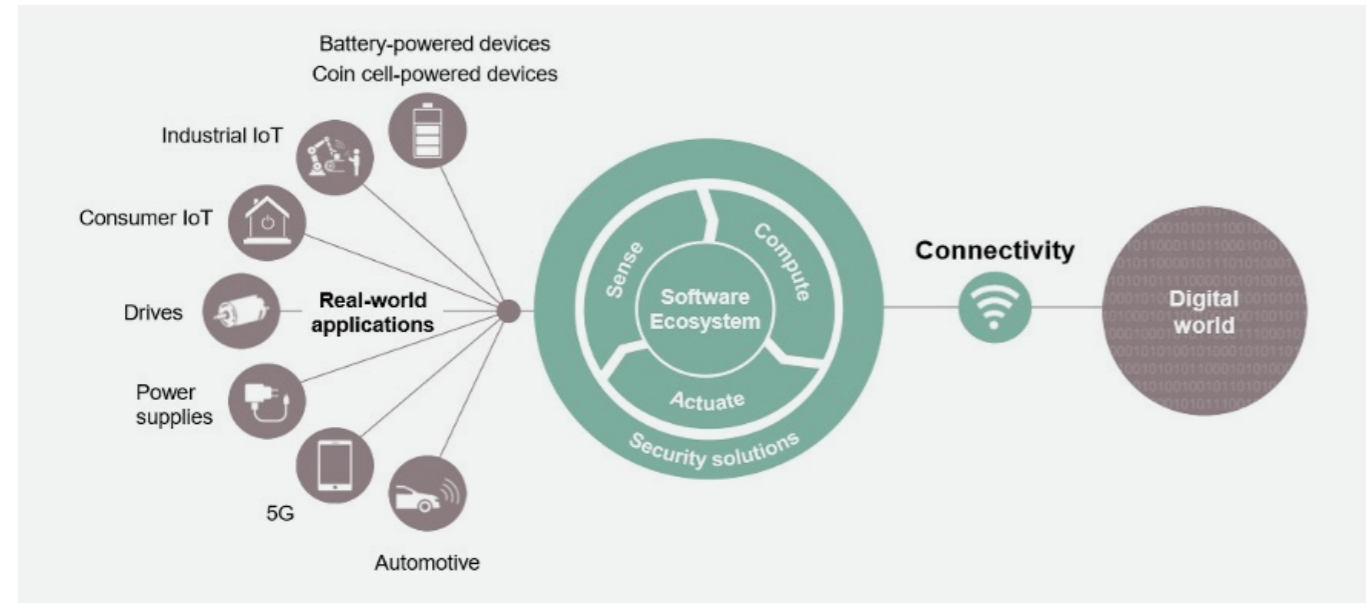 Battery-powered devices
Coin cell-powered devices
Industrial IoT
Consumer IoT
Drives
Real-world
applications
Power
supplies
5G
Automotive
Sense
Compute
Software
Ecosystem
Actuate
Security solutions
Connectivity
Digital
world